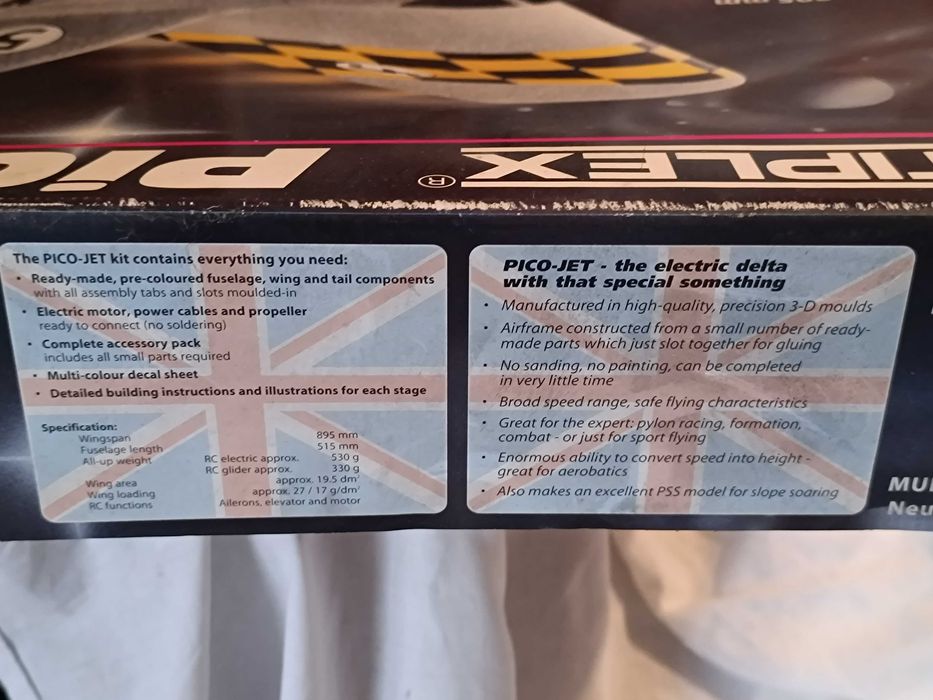 PIC
TIPLEX®
The PICO-JET kit contains everything you need:
• Ready-made, pre-coloured fuselage, wing and tail components
with all assembly tabs and slots moulded-in
• Electric motor, power cables and propeller
ready to connect (no soldering)
• Complete accessory pack
includes all small parts required
• Multi-colour decal sheet
• Detailed building instructions and illustrations for each stage
Specification:
Wingspan 895 mm
Fuselage length 515 mm
All-up weight RC electric approx. 530 g
RC glider approx. 330 g
Wing area approx. 19.5 dm²
Wing loading approx. 27 / 17 g/dm²
RC functions Ailerons, elevator and motor
PICO-JET - the electric delta
with that special something
• Manufactured in high-quality, precision 3-D moulds
• Airframe constructed from a small number of ready-
made parts which just slot together for gluing
• No sanding, no painting, can be completed
in very little time
• Broad speed range, safe flying characteristics
• Great for the expert: pylon racing, formation,
combat - or just for sport flying
• Enormous ability to convert speed into height -
great for aerobatics
• Also makes an excellent PSS model for slope soaring
MU
Neu